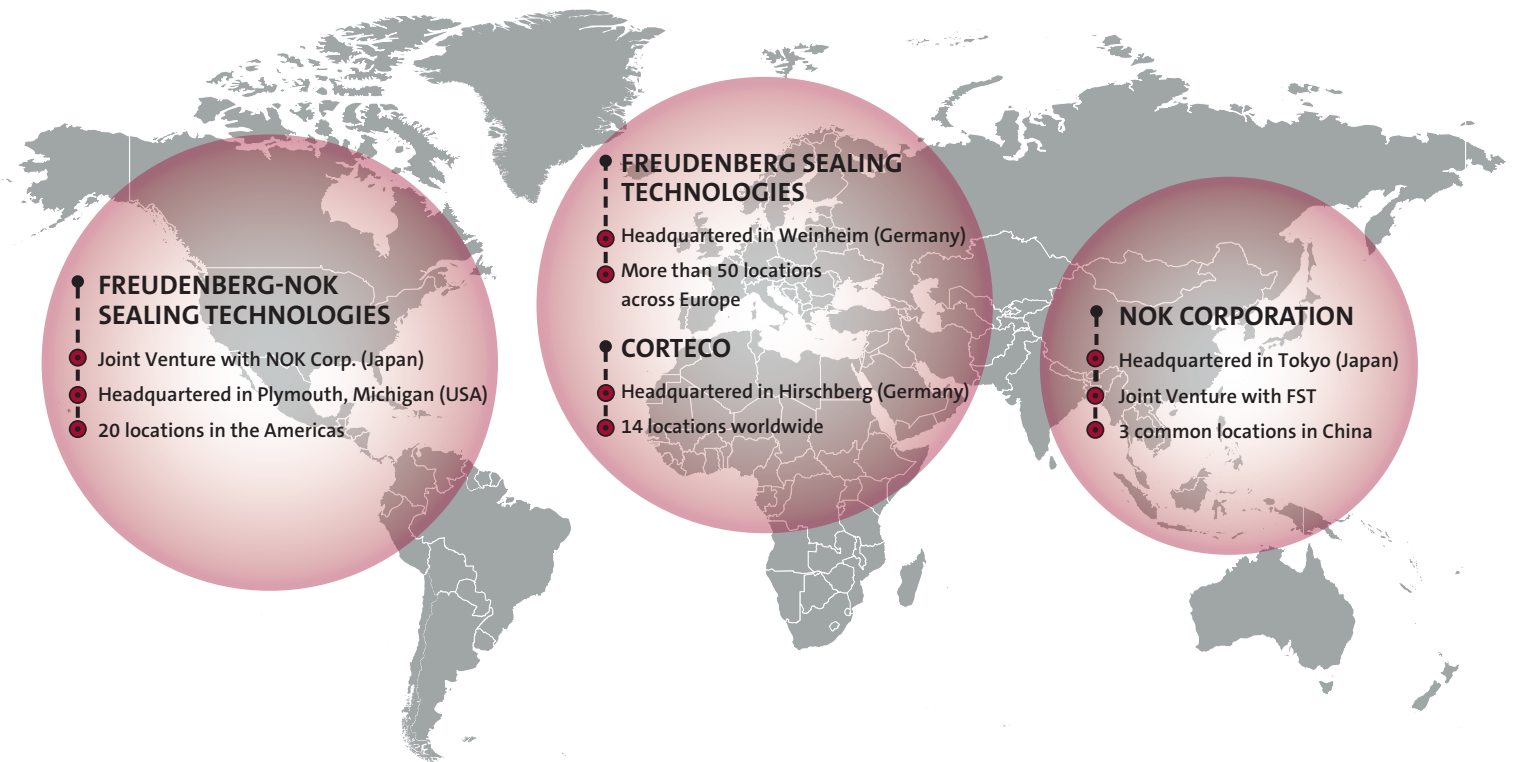 FREUDENBERG-NOK
SEALING TECHNOLOGIES
Joint Venture with NOK Corp. (Japan)
Headquartered in Plymouth, Michigan (USA)
20 locations in the Americas
FREUDENBERG SEALING
TECHNOLOGIES
Headquartered in Weinheim (Germany)
More than 50 locations
across Europe
CORTECO
Headquartered in Hirschberg (Germany)
14 locations worldwide
NOK CORPORATION
Headquartered in Tokyo (Japan)
Joint Venture with FST
3 common locations in China